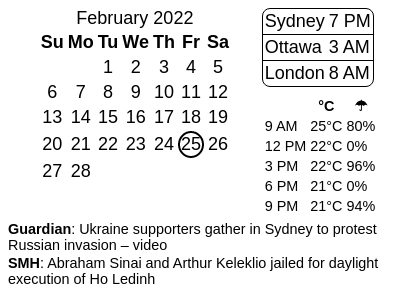 February 2022
Su Mo Tu We Th Fr Sa
1 2 3 4 5
6 7 8 9 10 11 12
13 14 15 16 17 18 19
20 21 22 23 24 25 26
27 28
Sydney 7 PM
Ottawa 3 AM
London 8 AM
°C ☂
9 AM 25°C 80%
12 PM 22°C 0%
3 PM 22°C 96%
6 PM 21°C 0%
9 PM 21°C 94%
Guardian: Ukraine supporters gather in Sydney to protest
Russian invasion – video
SMH: Abraham Sinai and Arthur Keleklio jailed for daylight
execution of Ho Ledinh